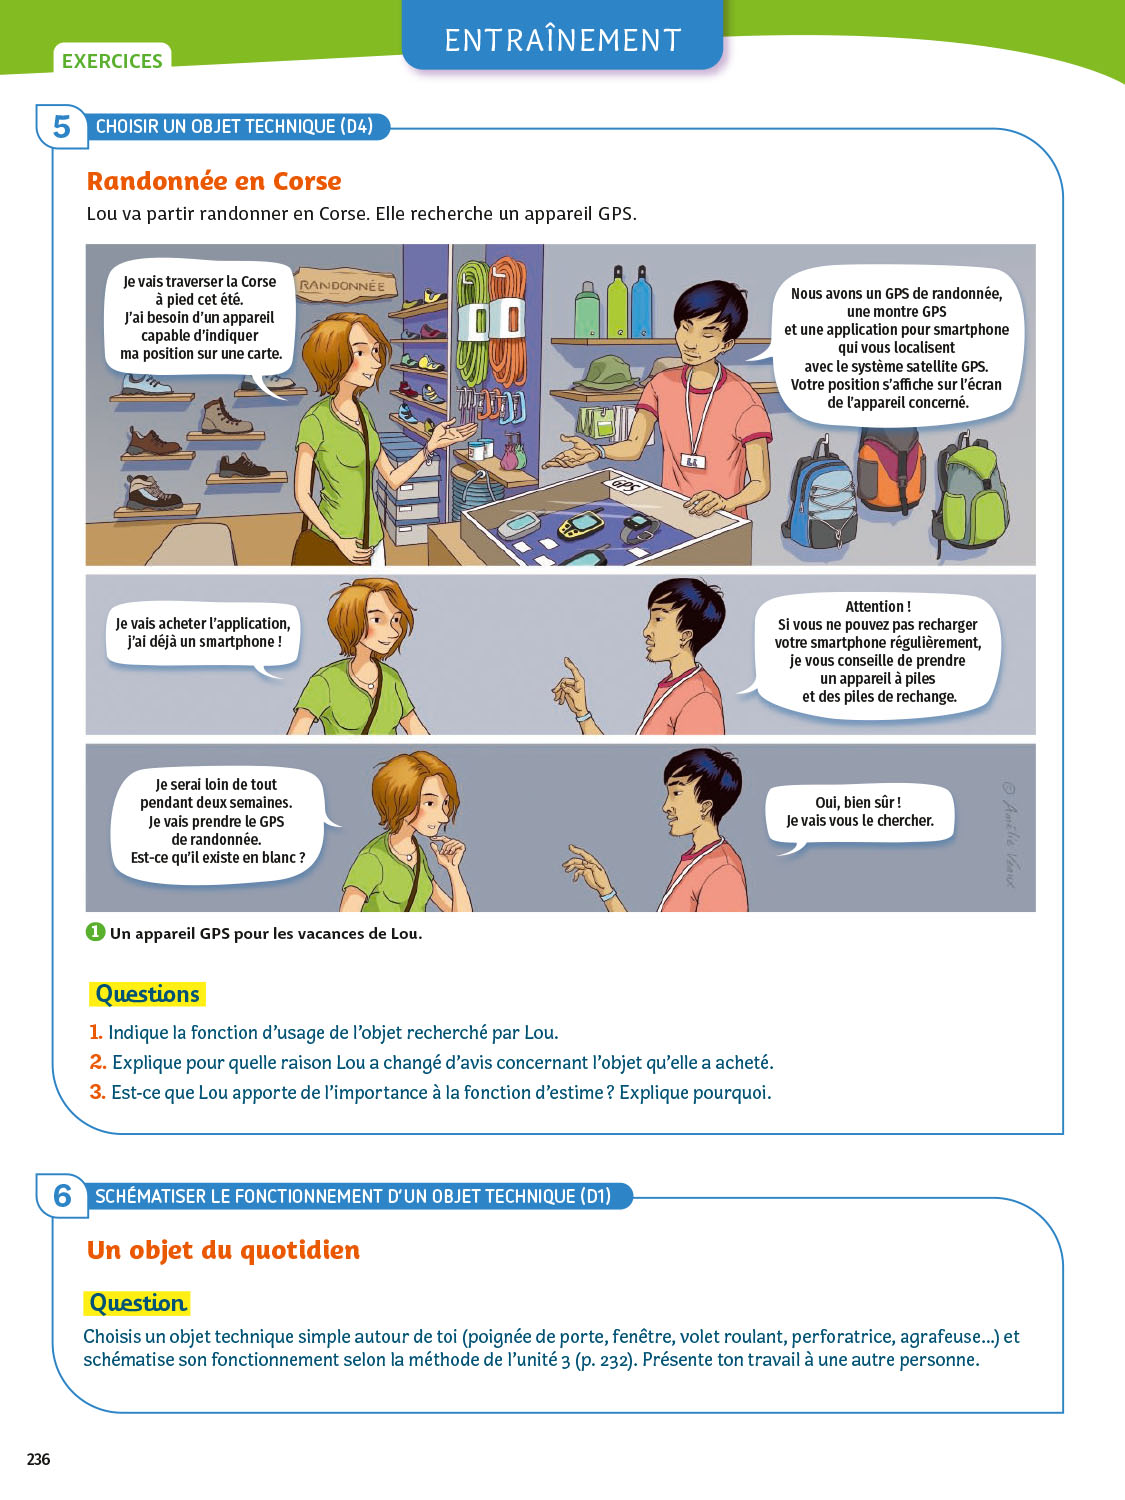 ENTRAÎNEMENT
EXERCICES
5 CHOISIR UN OBJET TECHNIQUE (D4)
Randonnée en Corse
Lou va partir randonner en Corse. Elle recherche un appareil GPS.
Je vais traverser la Corse
à pied cet été.
J'ai besoin d'un appareil
capable d'indiquer
ma position sur une carte.
RANDONNÉE
Nous avons un GPS de randonnée,
une montre GPS
et une application pour smartphone
qui vous localisent
avec le système satellite GPS.
Votre position s'affiche sur l'écran
de l'appareil concerné.
GPS
Je vais acheter l'application,
j'ai déjà un smartphone !
Attention !
Si vous ne pouvez pas recharger
votre smartphone régulièrement,
je vous conseille de prendre
un appareil à piles
et des piles de rechange.
Je serai loin de tout
pendant deux semaines.
Je vais prendre le GPS
de randonnée.
Est-ce qu'il existe en blanc ?
Oui, bien sûr !
Je vais vous le chercher.
© Amélie Veaux
1 Un appareil GPS pour les vacances de Lou.
Questions
1. Indique la fonction d'usage de l'objet recherché par Lou.
2. Explique pour quelle raison Lou a changé d'avis concernant l'objet qu'elle a acheté.
3. Est-ce que Lou apporte de l'importance à la fonction d'estime ? Explique pourquoi.
6 SCHÉMATISER LE FONCTIONNEMENT D'UN OBJET TECHNIQUE (D1)
Un objet du quotidien
Question
Choisis un objet technique simple autour de toi (poignée de porte, fenêtre, volet roulant, perforatrice, agrafeuse...) et
schématise son fonctionnement selon la méthode de l'unité 3 (p. 232). Présente ton travail à une autre personne.
236